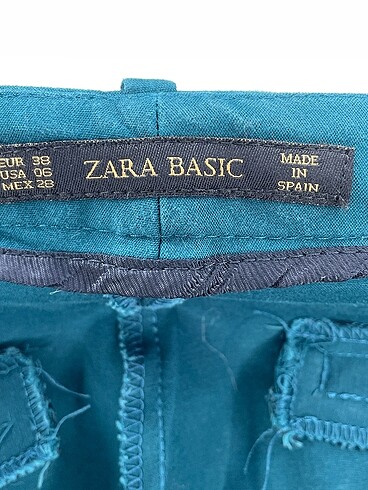 EUR 38
USA 06
MEX 28
ZARA BASIC
MADE
IN
SPAIN